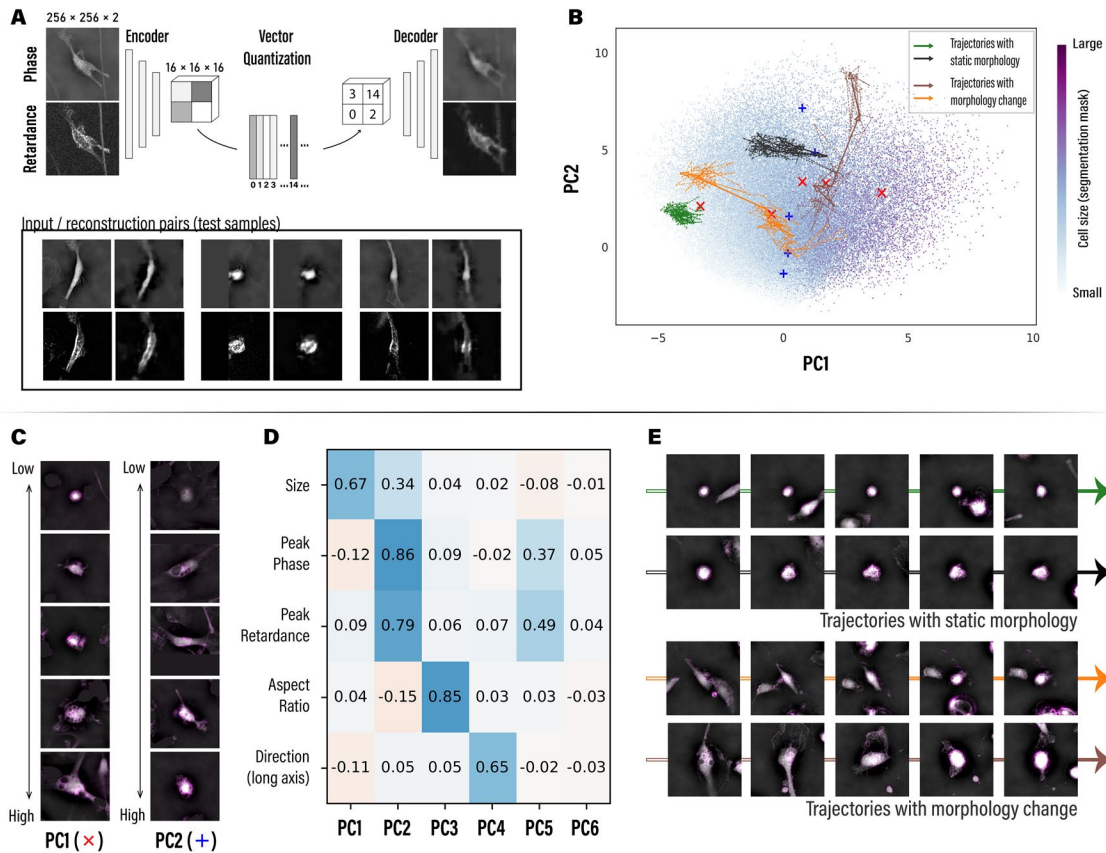 A
256 × 256 × 2
Encoder
Vector
Quantization
Decoder
Phase
Retardance
16 × 16 × 16
3 14
0 2
0 1 2 3 ••• 14 •••
Input / reconstruction pairs (test samples)
B
Trajectories with
static morphology
Trajectories with
morphology change
10
5
0
PC2
−5 0 5 10
PC1
Large
Cell size (segmentation mask)
Small
C
Low
High
PC1 (×)
Low
High
PC2 (+)
D
Size 0.67 0.34 0.04 0.02 -0.08 -0.01
Peak
Phase
-0.12 0.86 0.09 -0.02 0.37 0.05
Peak
Retardance
0.09 0.79 0.06 0.07 0.49 0.04
Aspect
Ratio
0.04 -0.15 0.85 0.03 0.03 -0.03
Direction
(long axis)
-0.11 0.05 0.05 0.65 -0.02 -0.03
PC1 PC2 PC3 PC4 PC5 PC6
E
Trajectories with static morphology
Trajectories with morphology change